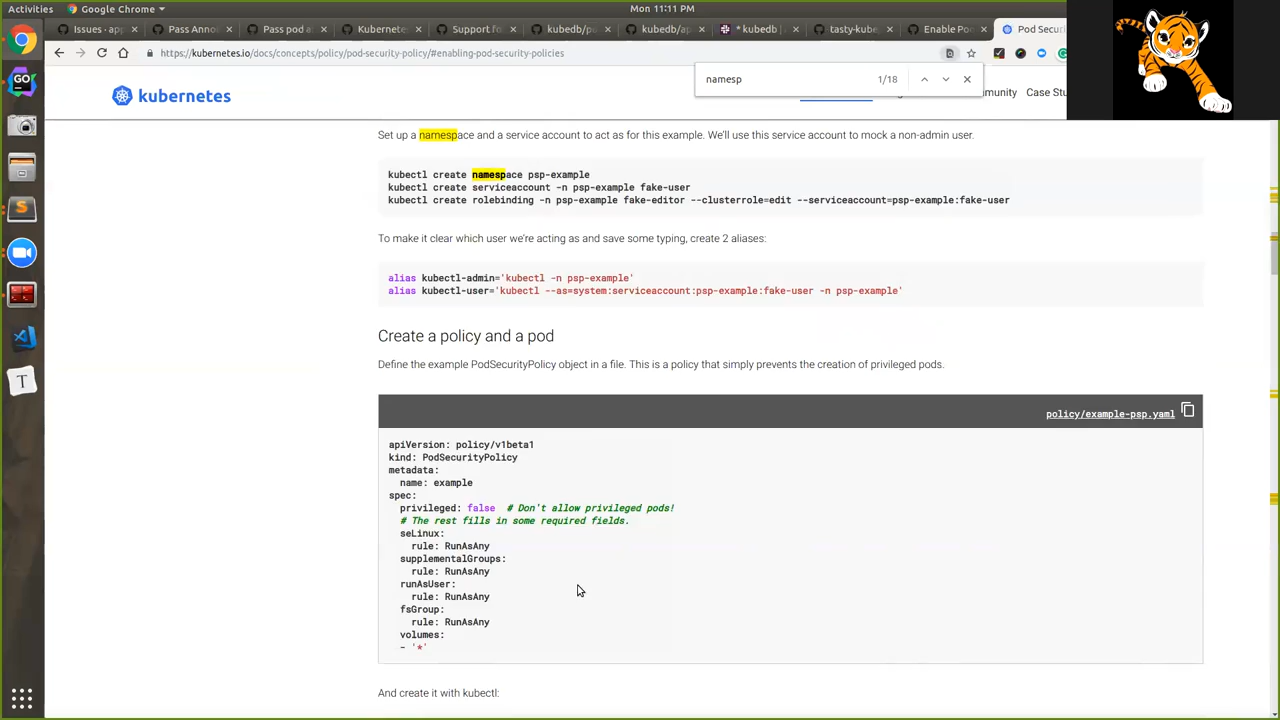 Activities
Google Chrome
Mon 11:11 PM
Issues · app
Pass Anno
Pass pod a
Kubernete
Support fo
kubedb/pu
kubedb/ap
* kubedb
tasty-kube
Enable Po
Pod Secu
https://kubernetes.io/docs/concepts/policy/pod-security-policy/#enabling-pod-security-policies
namesp
1/18
kubernetes
munity
Case Stu
Set up a namespace and a service account to act as for this example. We'll use this service account to mock a non-admin user.
kubectl create namespace psp-example
kubectl create serviceaccount -n psp-example fake-user
kubectl create rolebinding -n psp-example fake-editor --clusterrole=edit --serviceaccount=psp-example:fake-user
To make it clear which user we're acting as and save some typing, create 2 aliases:
alias kubectl-admin='kubectl -n psp-example'
alias kubectl-user='kubectl --as=system:serviceaccount:psp-example:fake-user -n psp-example'
Create a policy and a pod
Define the example PodSecurityPolicy object in a file. This is a policy that simply prevents the creation of privileged pods.
policy/example-psp.yaml
apiVersion: policy/v1beta1
kind: PodSecurityPolicy
metadata:
  name: example
spec:
  privileged: false  # Don't allow privileged pods!
  # The rest fills in some required fields.
  seLinux:
    rule: RunAsAny
  supplementalGroups:
    rule: RunAsAny
  runAsUser:
    rule: RunAsAny
  fsGroup:
    rule: RunAsAny
  volumes:
  - '*'
And create it with kubectl: